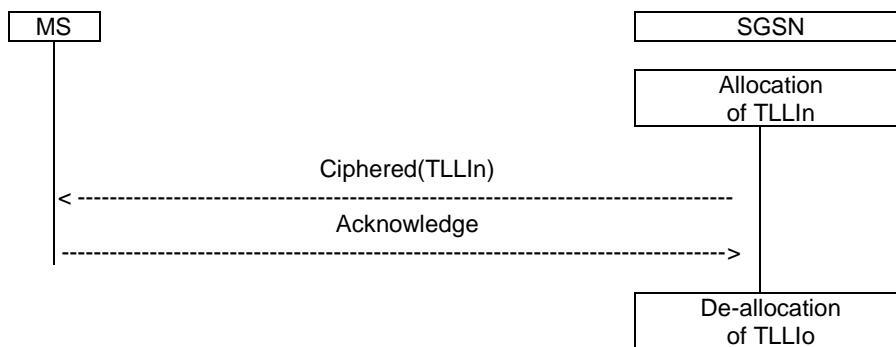 MS
SGSN
Allocation
of TLLIn
Ciphered(TLLIn)
Acknowledge
De-allocation
of TLLIo